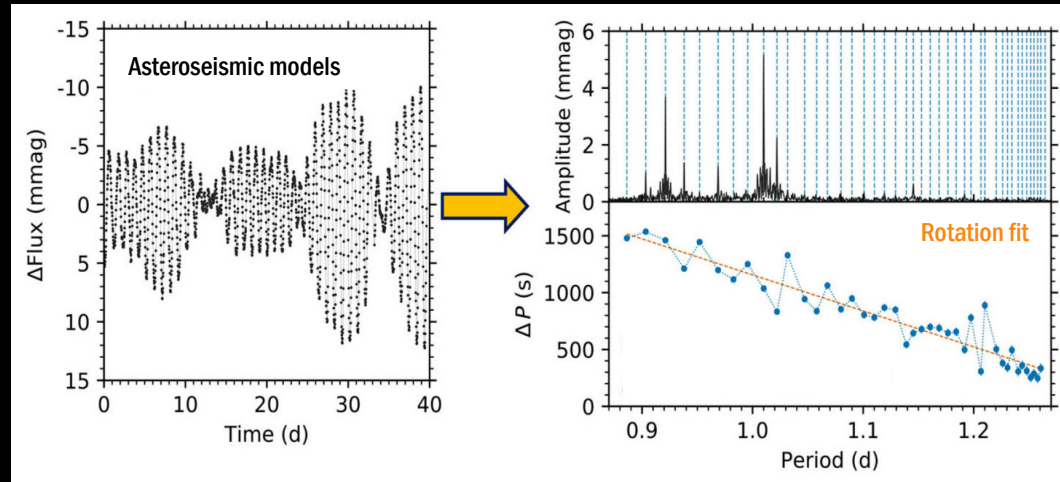 Asteroseismic models
ΔFlux (mmag)
-15
-10
-5
0
5
10
15
0 10 20 30 40
Time (d)
Amplitude (mmag)
6
4
2
0
Rotation fit
ΔP (s)
1500
1000
500
0
0.9 1.0 1.1 1.2
Period (d)